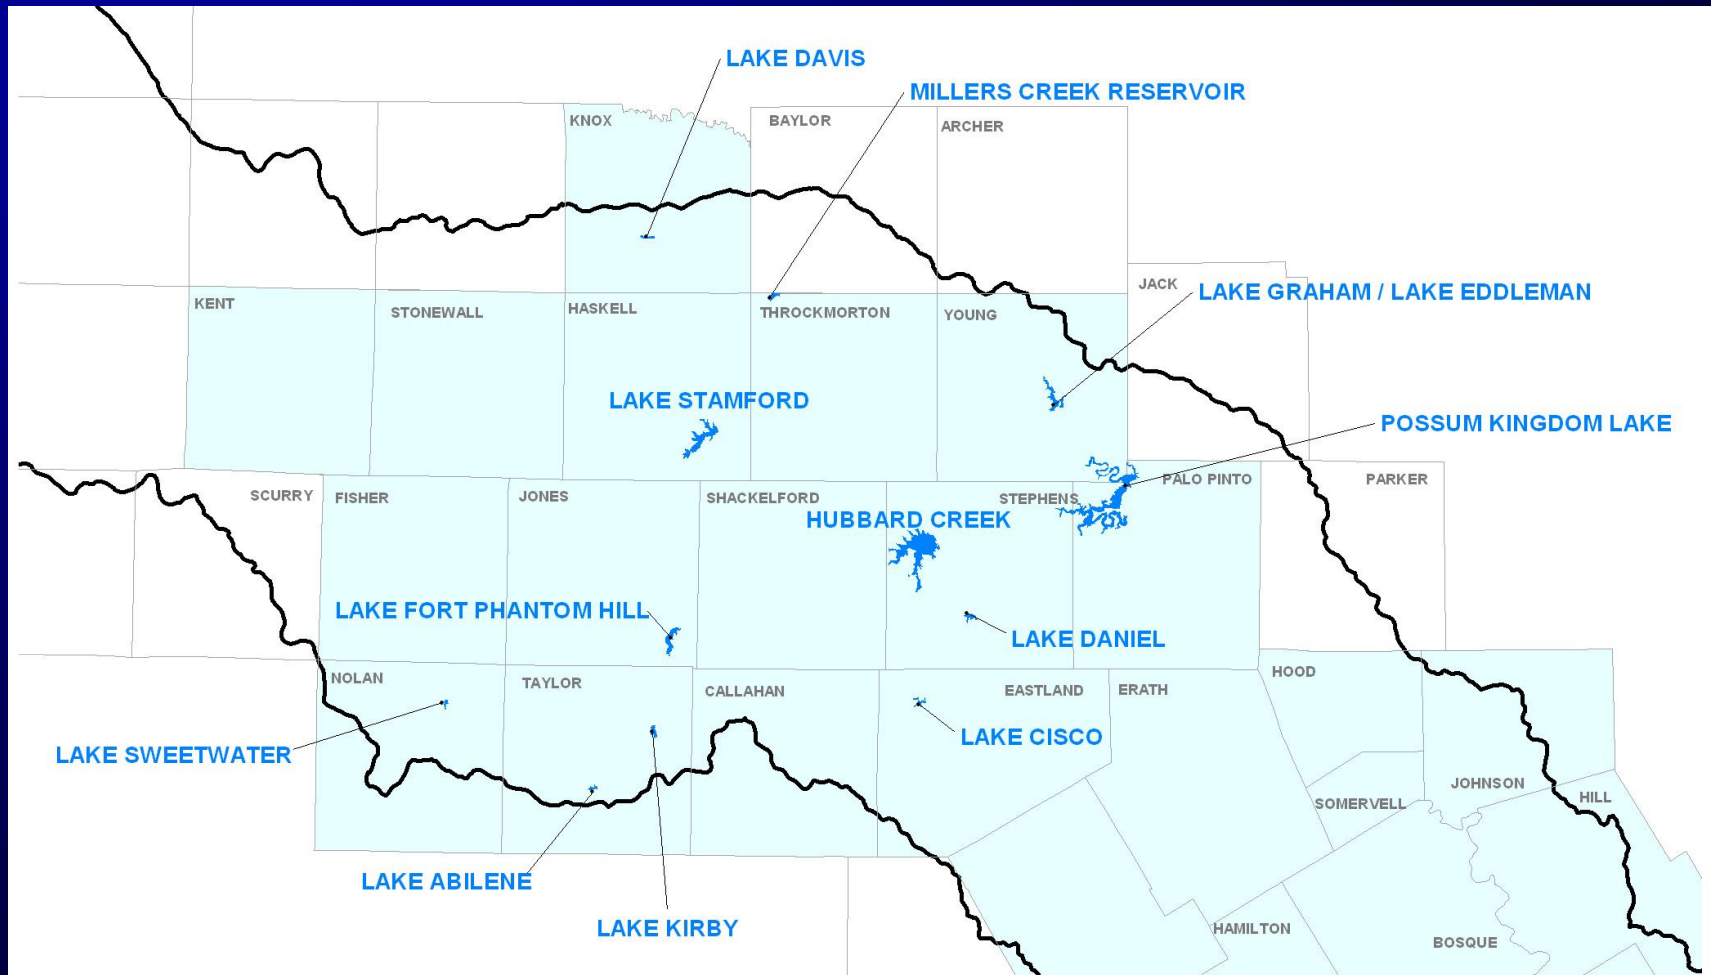 LAKE DAVIS
MILLERS CREEK RESERVOIR
KNOX
BAYLOR
ARCHER
JACK
LAKE GRAHAM / LAKE EDDLEMAN
KENT
STONEWALL
HASKELL
THROCKMORTON
YOUNG
LAKE STAMFORD
POSSUM KINGDOM LAKE
SCURRY
FISHER
JONES
SHACKELFORD
STEPHENS
PALO PINTO
PARKER
HUBBARD CREEK
LAKE FORT PHANTOM HILL
LAKE DANIEL
NOLAN
TAYLOR
CALLAHAN
EASTLAND
ERATH
HOOD
LAKE SWEETWATER
LAKE CISCO
JOHNSON
HILL
SOMERVELL
LAKE ABILENE
LAKE KIRBY
HAMILTON
BOSQUE